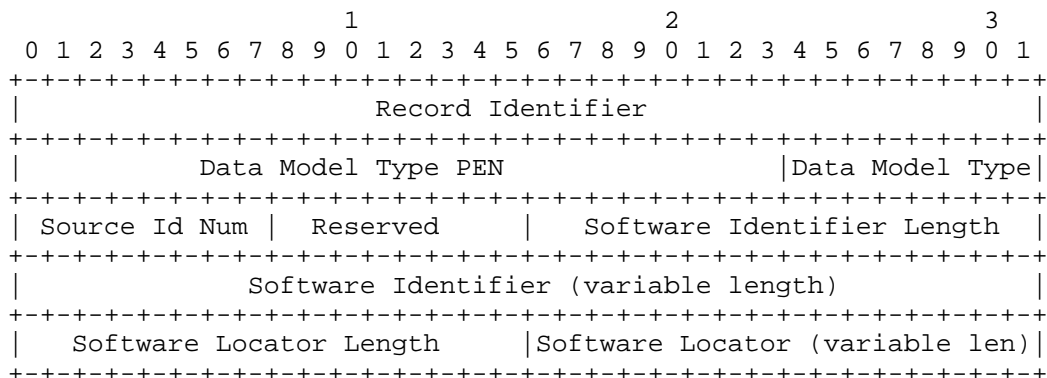 1                   2                   3
 0 1 2 3 4 5 6 7 8 9 0 1 2 3 4 5 6 7 8 9 0 1 2 3 4 5 6 7 8 9 0 1
+-+-+-+-+-+-+-+-+-+-+-+-+-+-+-+-+-+-+-+-+-+-+-+-+-+-+-+-+-+-+-+-+
|                      Record Identifier                        |
+-+-+-+-+-+-+-+-+-+-+-+-+-+-+-+-+-+-+-+-+-+-+-+-+-+-+-+-+-+-+-+-+
|           Data Model Type PEN                 |Data Model Type|
+-+-+-+-+-+-+-+-+-+-+-+-+-+-+-+-+-+-+-+-+-+-+-+-+-+-+-+-+-+-+-+-+
| Source Id Num |  Reserved     |   Software Identifier Length  |
+-+-+-+-+-+-+-+-+-+-+-+-+-+-+-+-+-+-+-+-+-+-+-+-+-+-+-+-+-+-+-+-+
|              Software Identifier (variable length)            |
+-+-+-+-+-+-+-+-+-+-+-+-+-+-+-+-+-+-+-+-+-+-+-+-+-+-+-+-+-+-+-+-+
|   Software Locator Length     |Software Locator (variable len)|
+-+-+-+-+-+-+-+-+-+-+-+-+-+-+-+-+-+-+-+-+-+-+-+-+-+-+-+-+-+-+-+-+